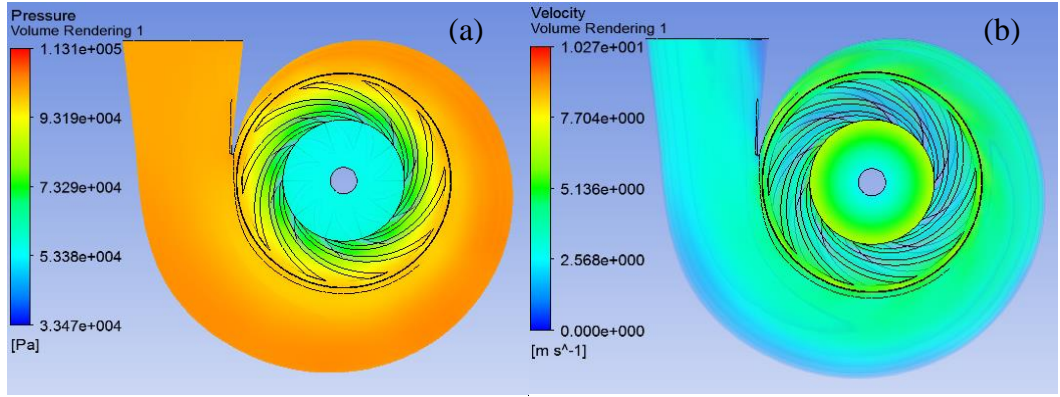 Pressure
Volume Rendering 1
(a)
1.131e+005
9.319e+004
7.329e+004
5.338e+004
3.347e+004
[Pa]
Velocity
Volume Rendering 1
(b)
1.027e+001
7.704e+000
5.136e+000
2.568e+000
0.000e+000
[m s^-1]